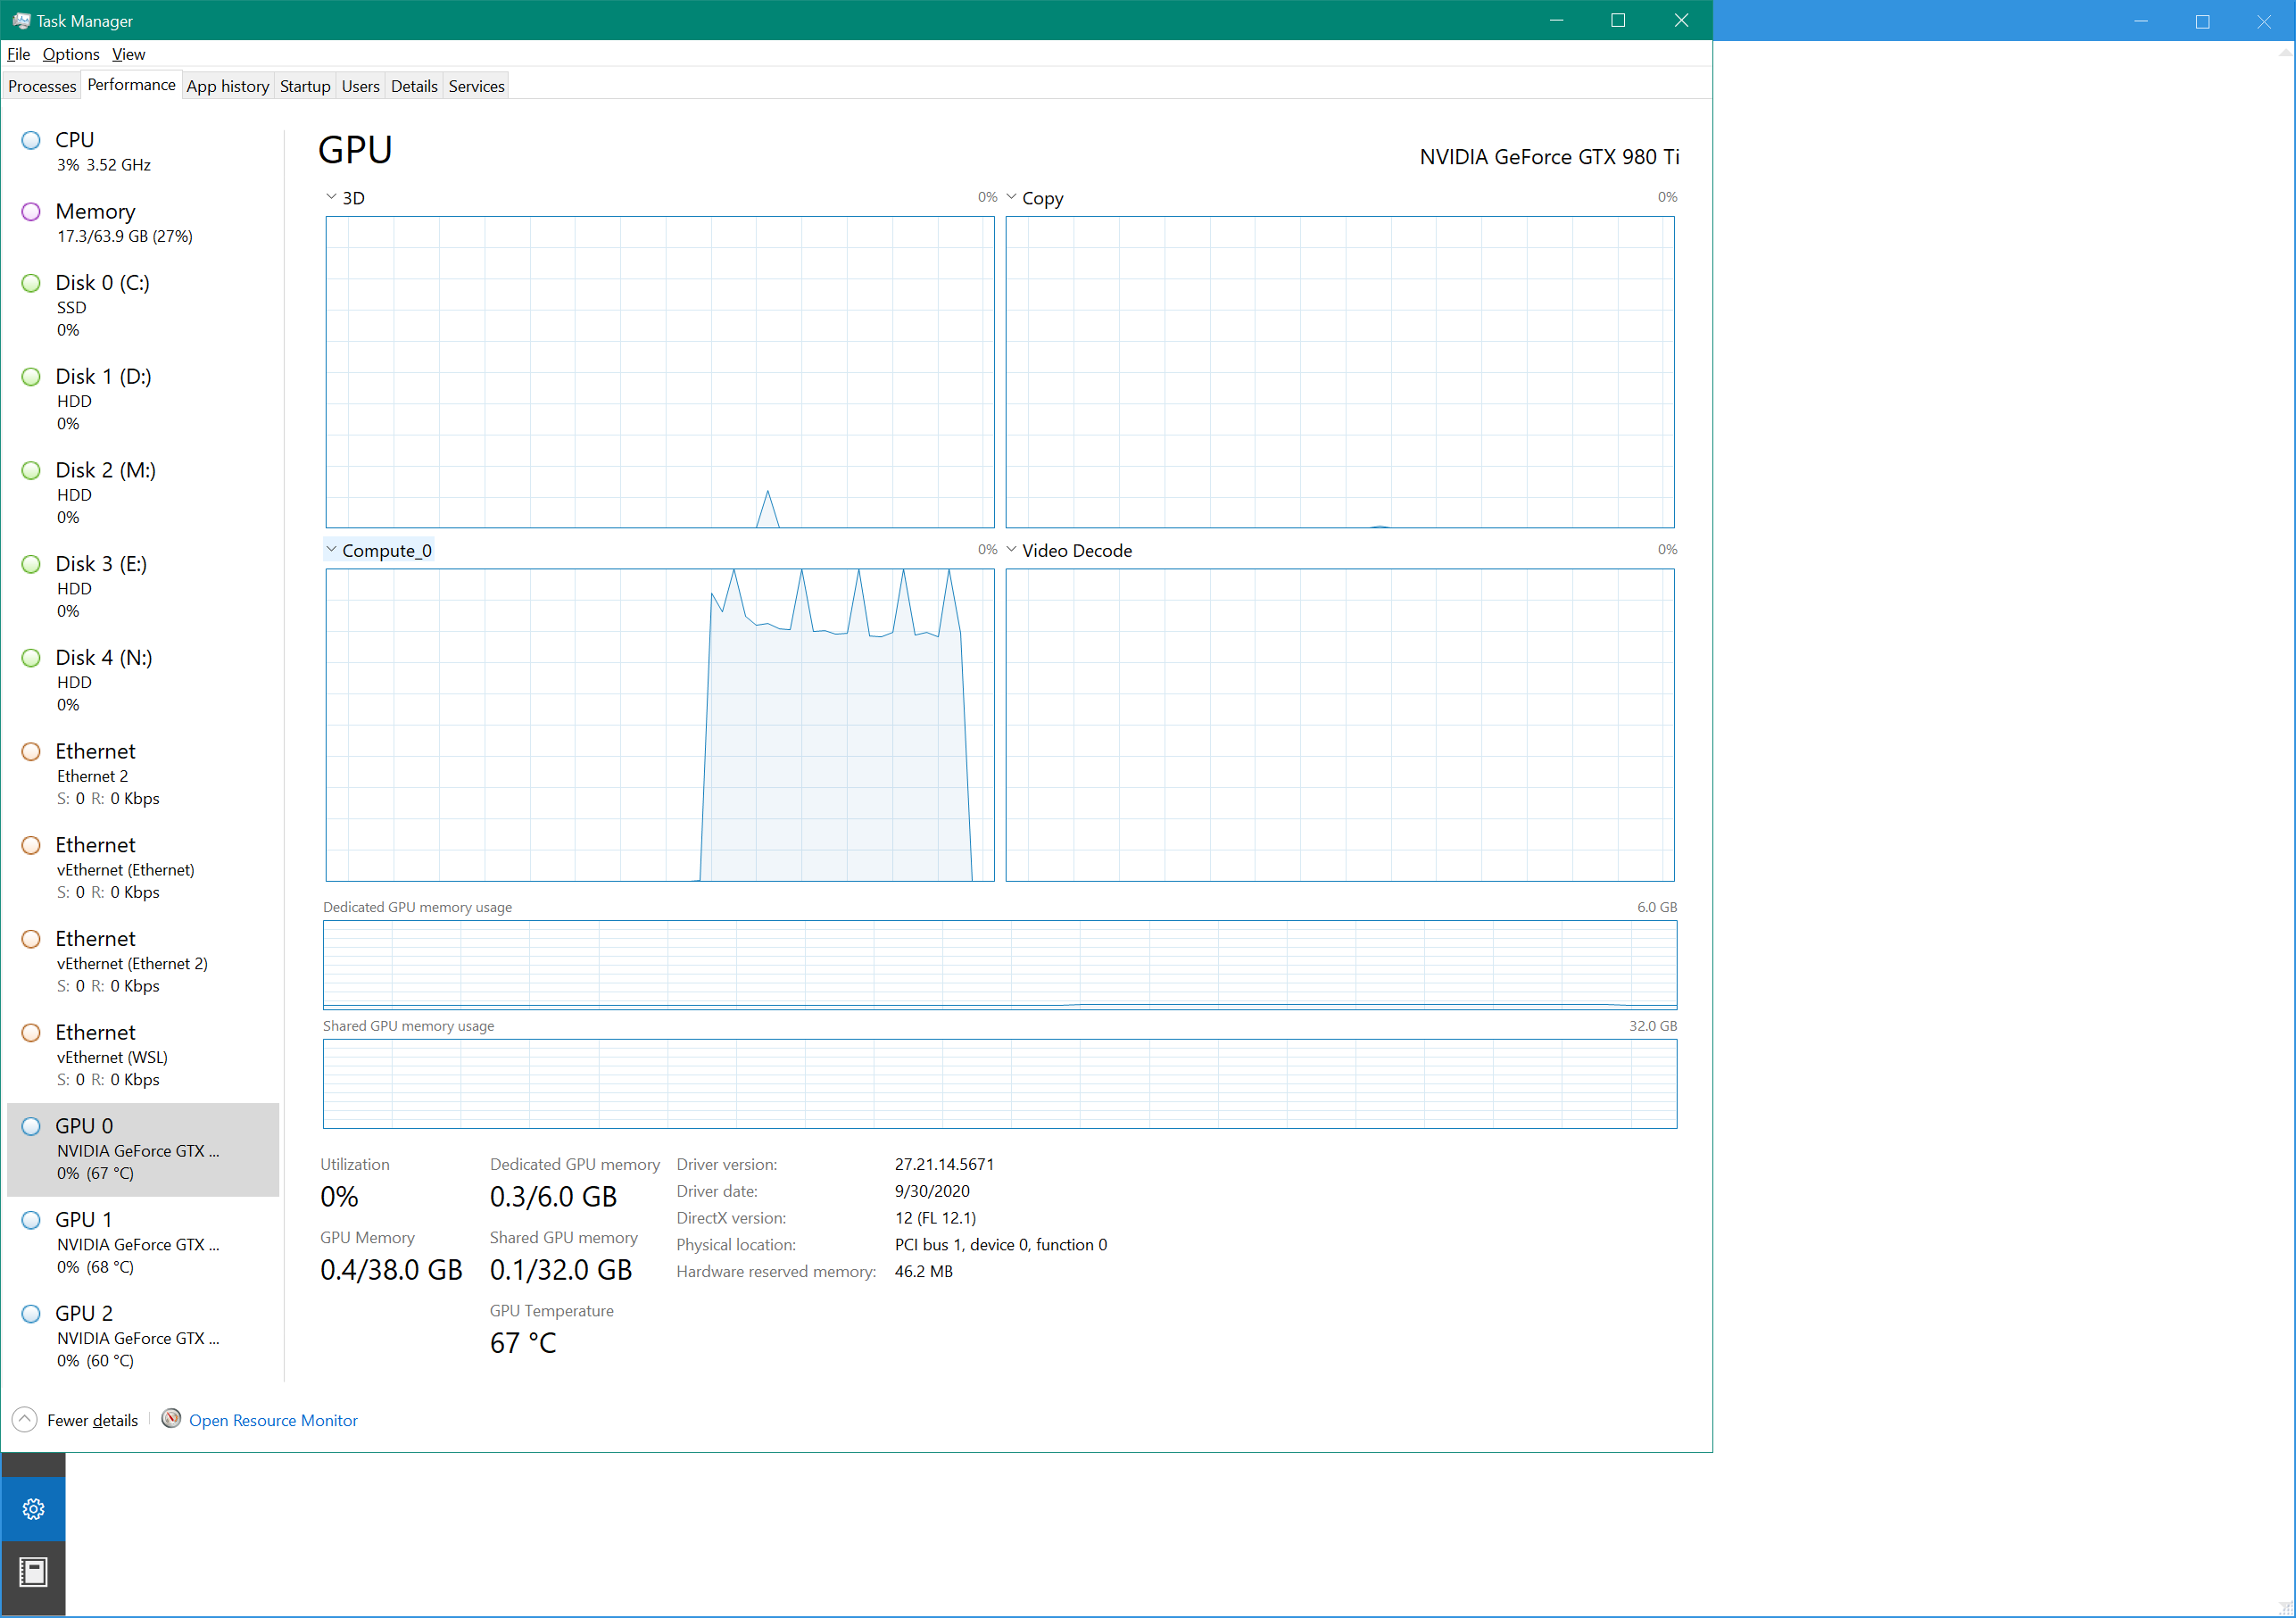 Task Manager
File Options View
Processes Performance App history Startup Users Details Services
CPU
3% 3.52 GHz
Memory
17.3/63.9 GB (27%)
Disk 0 (C:)
SSD
0%
Disk 1 (D:)
HDD
0%
Disk 2 (M:)
HDD
0%
Disk 3 (E:)
HDD
0%
Disk 4 (N:)
HDD
0%
Ethernet
Ethernet 2
S: 0 R: 0 Kbps
Ethernet
vEthernet (Ethernet)
S: 0 R: 0 Kbps
Ethernet
vEthernet (Ethernet 2)
S: 0 R: 0 Kbps
Ethernet
vEthernet (WSL)
S: 0 R: 0 Kbps
GPU 0
NVIDIA GeForce GTX ...
0% (67 °C)
GPU 1
NVIDIA GeForce GTX ...
0% (68 °C)
GPU 2
NVIDIA GeForce GTX ...
0% (60 °C)
GPU
NVIDIA GeForce GTX 980 Ti
3D 0%
Copy 0%
Compute_0 0%
Video Decode 0%
Dedicated GPU memory usage 6.0 GB
Shared GPU memory usage 32.0 GB
Utilization
0%
Dedicated GPU memory
0.3/6.0 GB
GPU Memory
0.4/38.0 GB
Shared GPU memory
0.1/32.0 GB
GPU Temperature
67 °C
Driver version: 27.21.14.5671
Driver date: 9/30/2020
DirectX version: 12 (FL 12.1)
Physical location: PCI bus 1, device 0, function 0
Hardware reserved memory: 46.2 MB
Fewer details
Open Resource Monitor